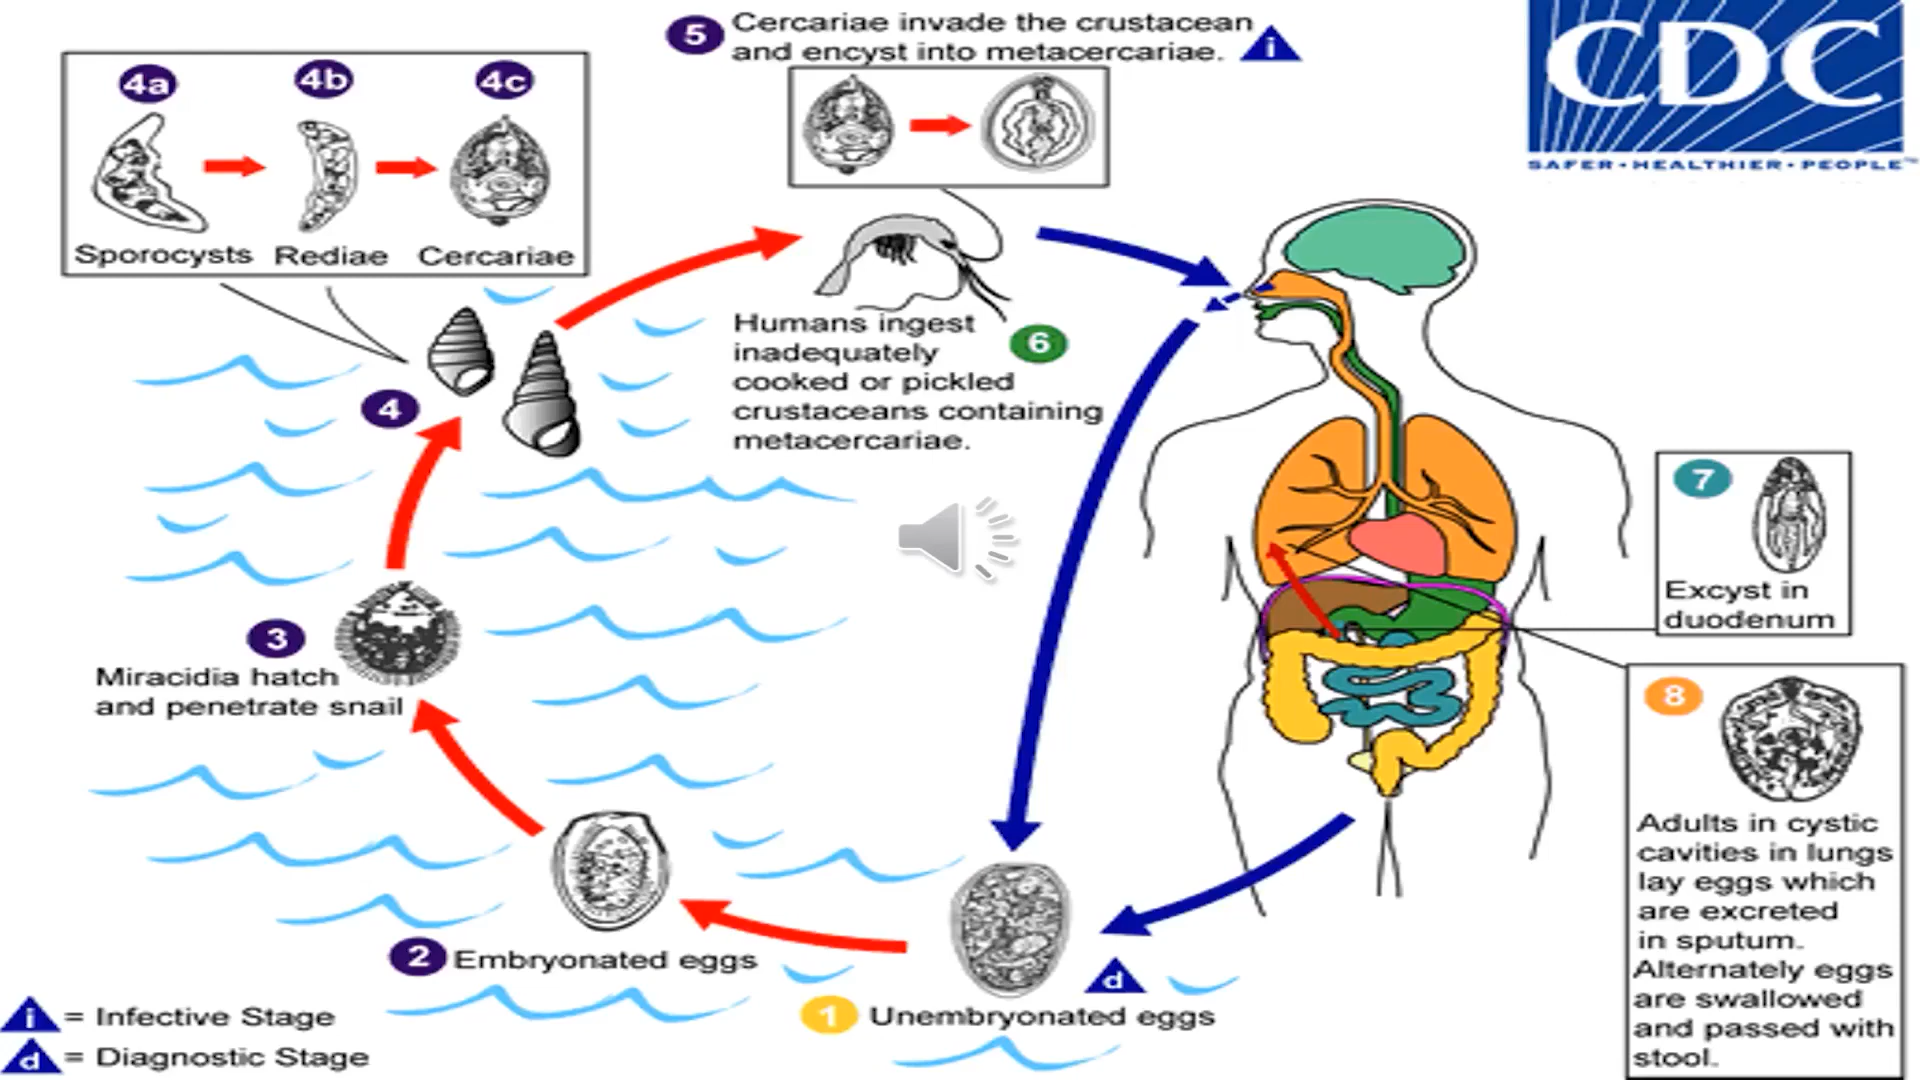 5 Cercariae invade the crustacean
and encyst into metacercariae. i
CDC
SAFER•HEALTHIER•PEOPLE™
4a 4b 4c
Sporocysts Rediae Cercariae
4
Humans ingest
inadequately 6
cooked or pickled
crustaceans containing
metacercariae.
7
Excyst in
duodenum
3
Miracidia hatch
and penetrate snail
8
Adults in cystic
cavities in lungs
lay eggs which
are excreted
in sputum.
Alternately eggs
are swallowed
and passed with
stool.
2 Embryonated eggs
d
1 Unembryonated eggs
i = Infective Stage
d = Diagnostic Stage